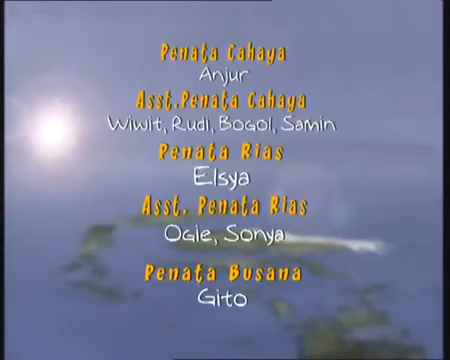 Penata Cahaya
Anjur
Asst.Penata Cahaya
Wiwit, Rudi, Bogol, Samin
Penata Rias
Elsya
Asst. Penata Rias
Ogie, Sonya
Penata Busana
Gito